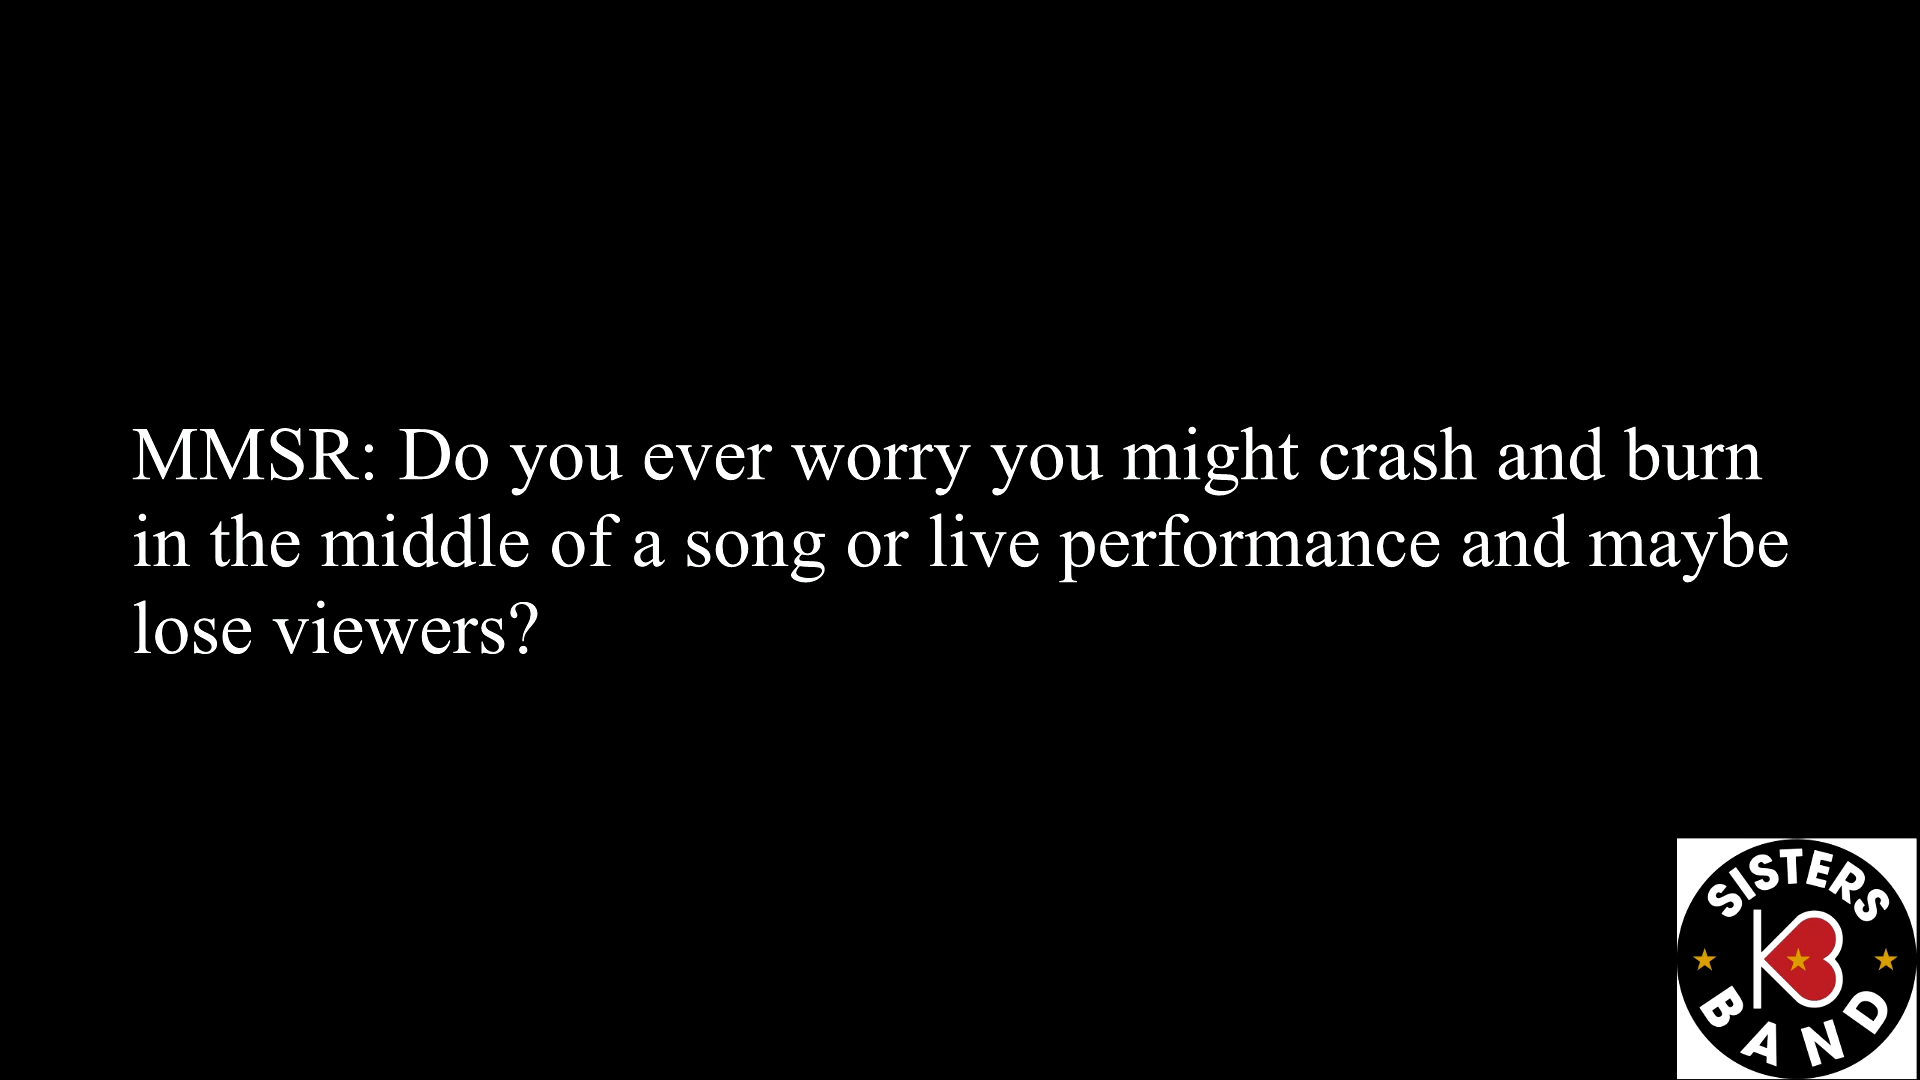 MMSR: Do you ever worry you might crash and burn
in the middle of a song or live performance and maybe
lose viewers?
SISTERS
K3
BAND